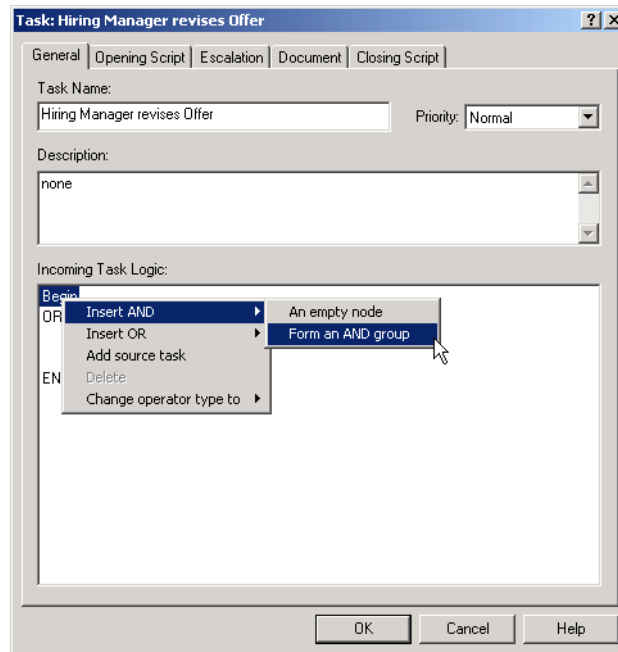 Task: Hiring Manager revises Offer
General Opening Script Escalation Document Closing Script
Task Name:
Hiring Manager revises Offer
Priority: Normal
Description:
none
Incoming Task Logic:
Begin
OR
Insert AND
An empty node
Insert OR
Form an AND group
Add source task
EN
Delete
Change operator type to
OK Cancel Help